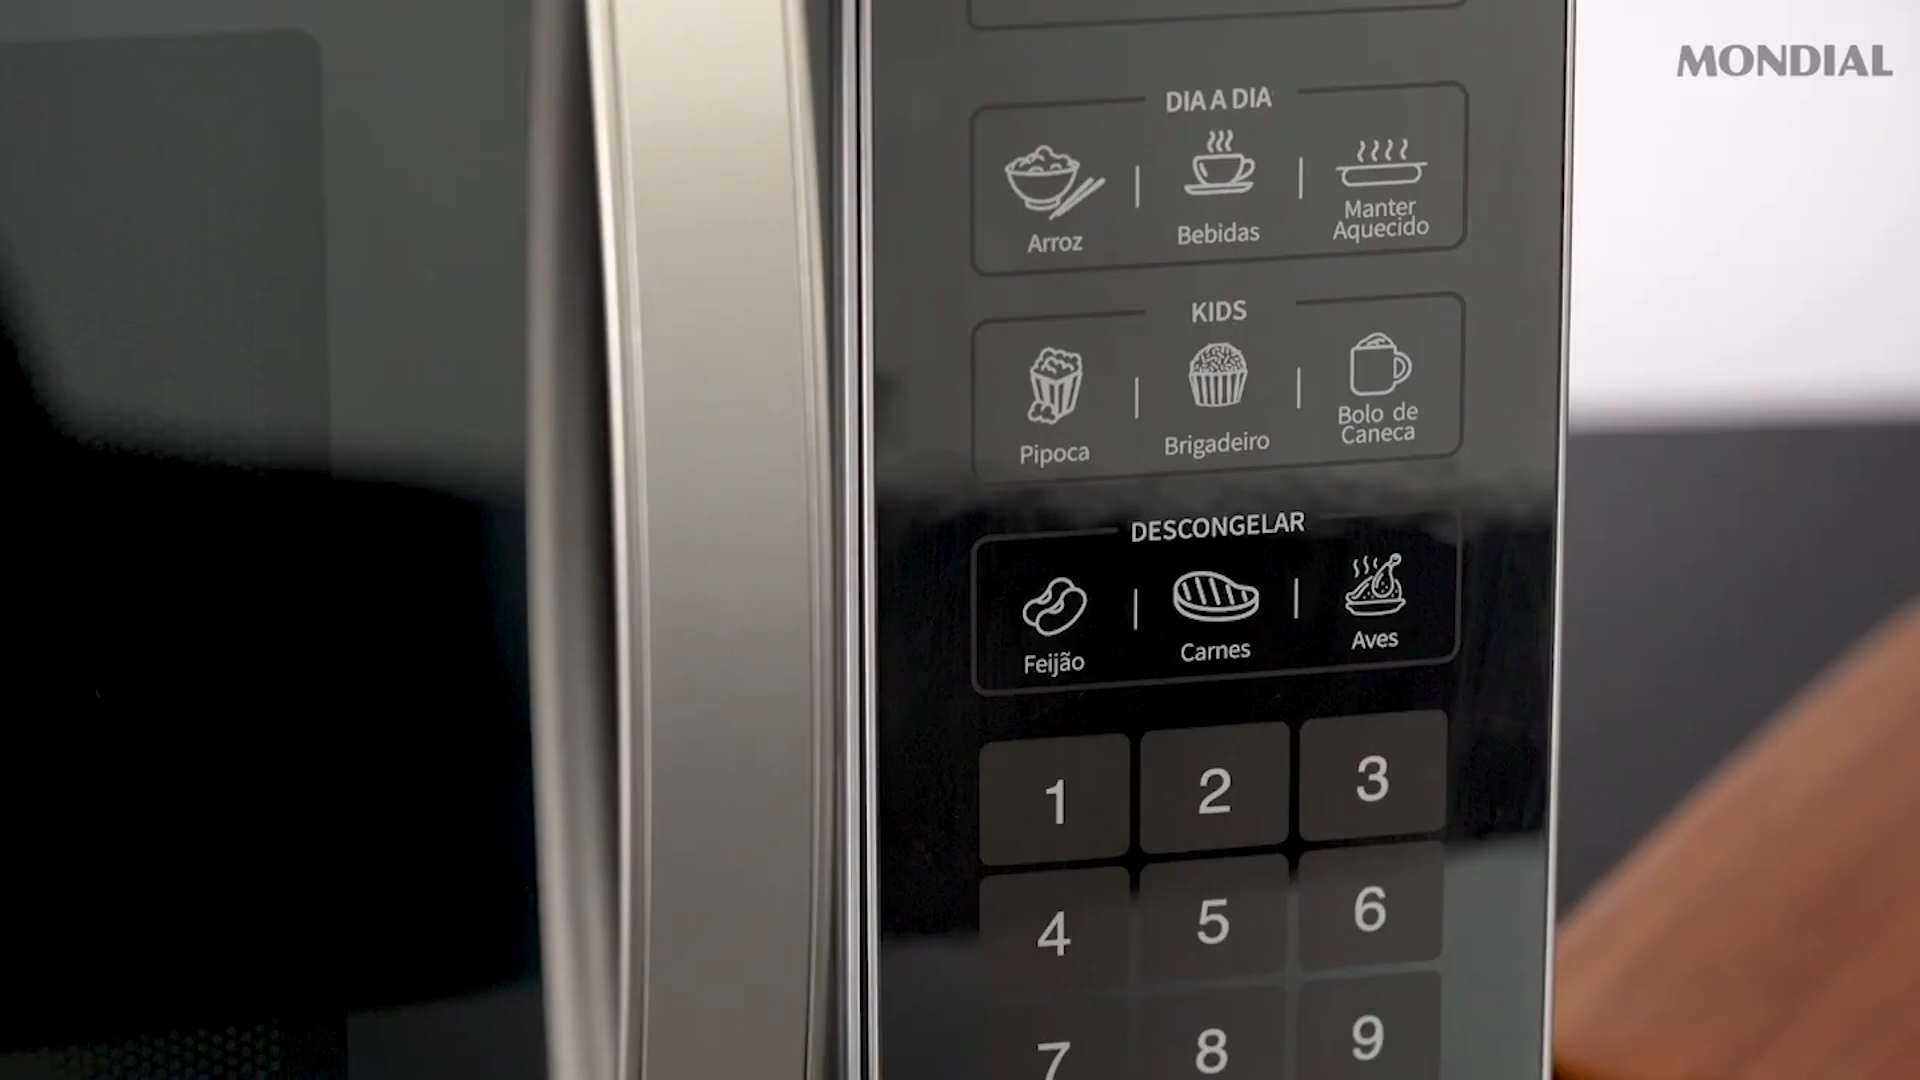 MONDIAL
DIA A DIA
Arroz
Bebidas
Manter
Aquecido
KIDS
Pipoca
Brigadeiro
Bolo de
Caneca
DESCONGELAR
Feijão
Carnes
Aves
1 2 3
4 5 6
7 8 9